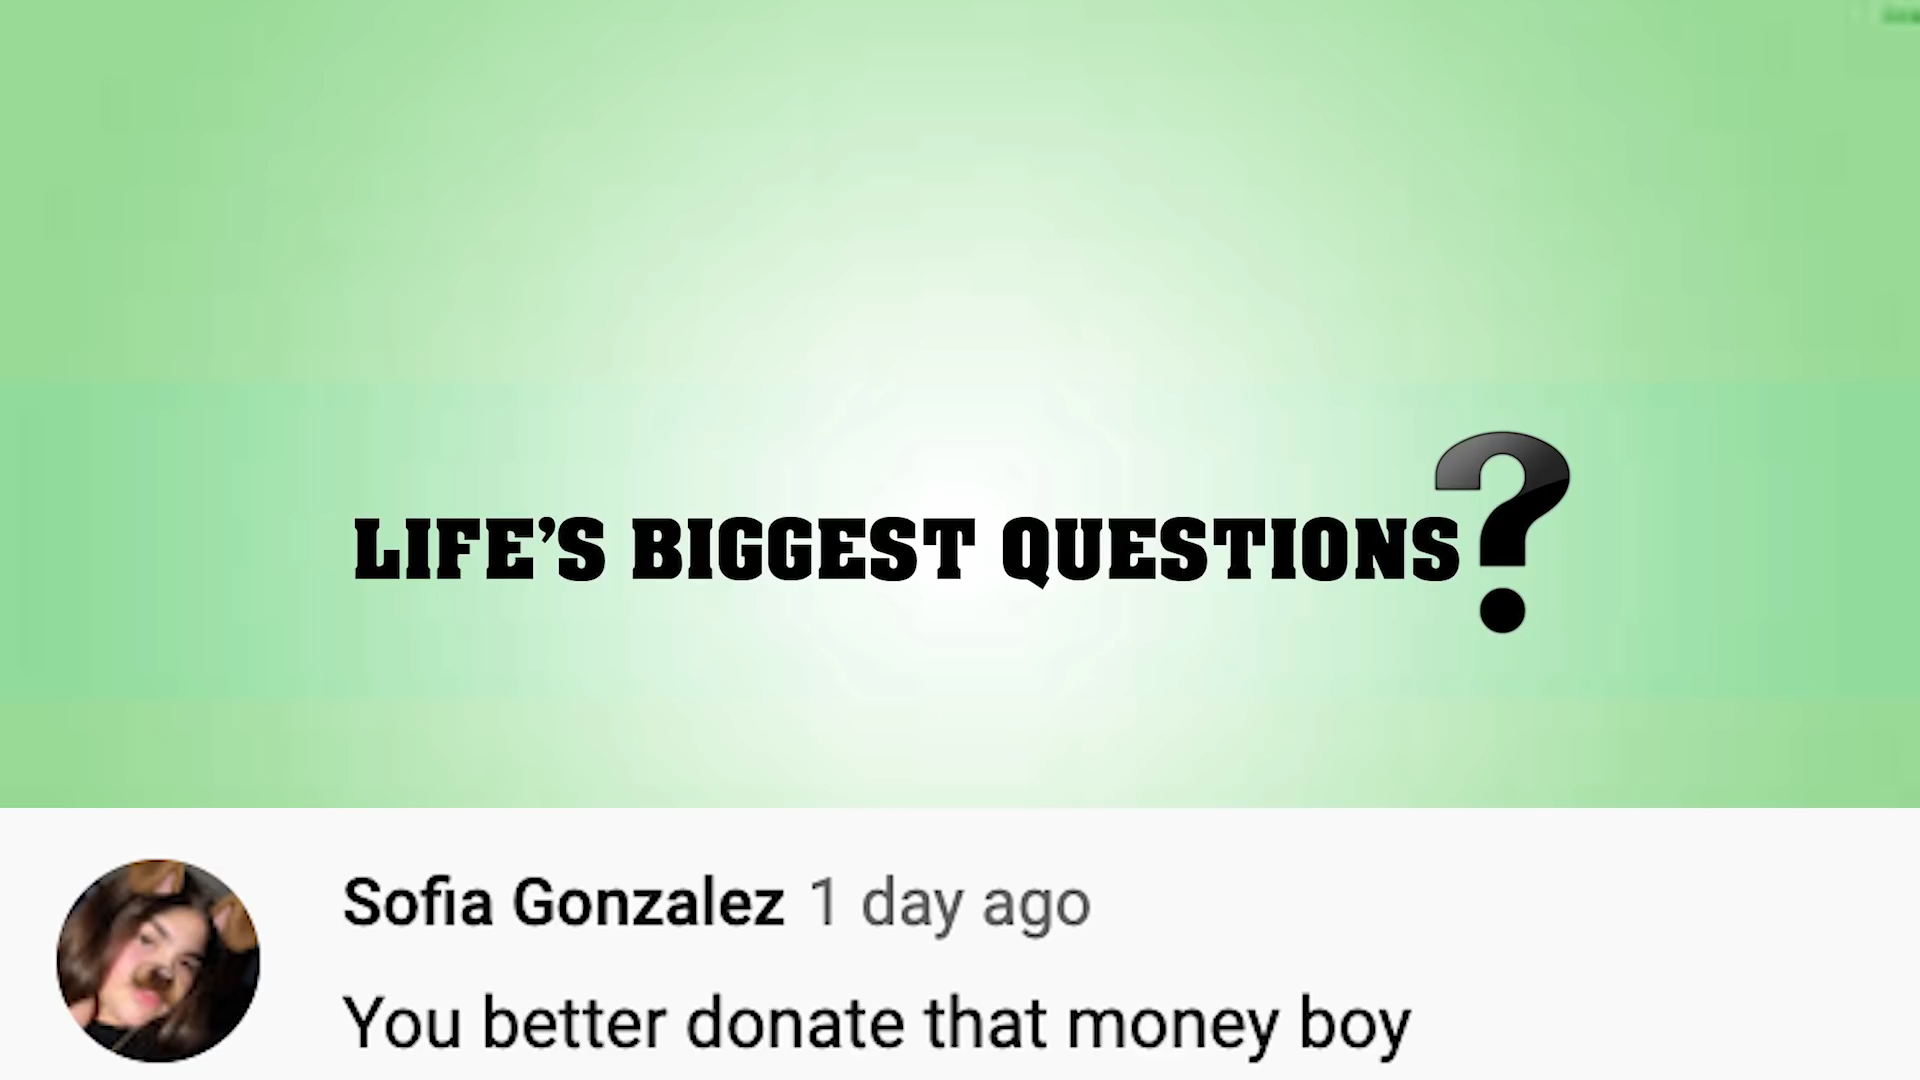 LIFE’S BIGGEST QUESTIONS?
Sofia Gonzalez 1 day ago
You better donate that money boy